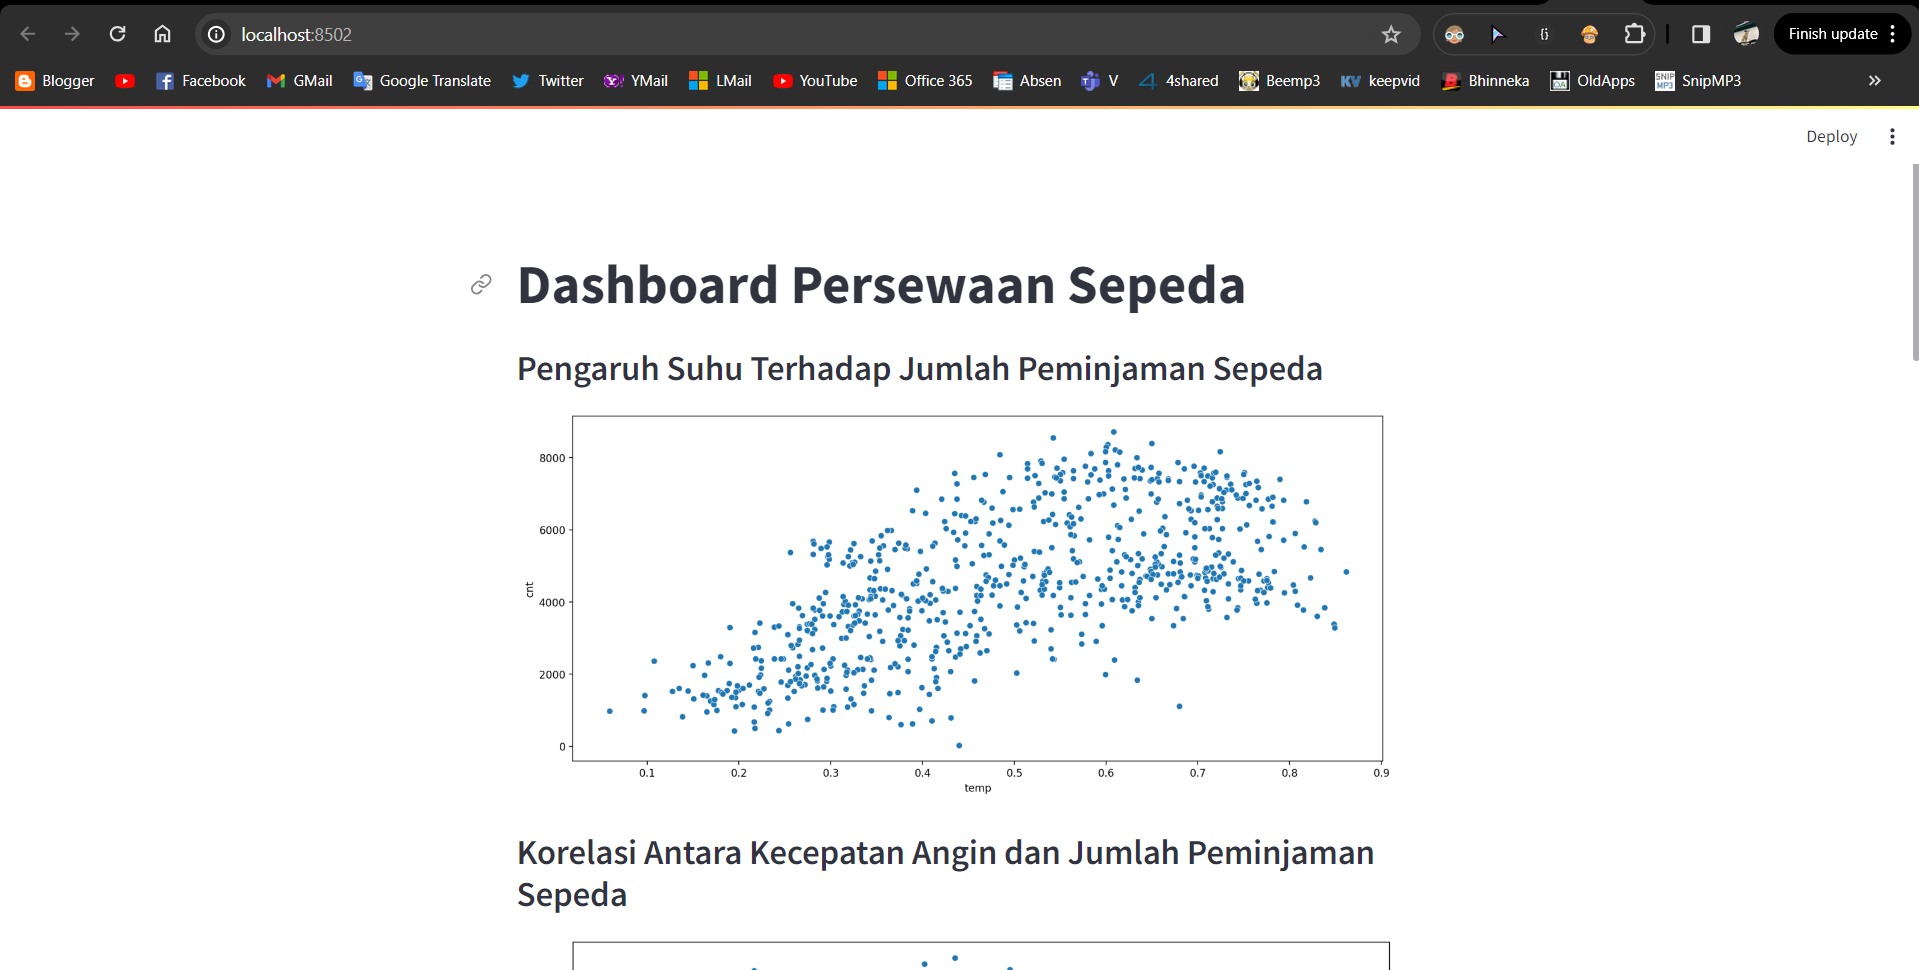 localhost:8502
Finish update
Blogger Facebook GMail Google Translate Twitter YMail LMail YouTube Office 365 Absen V 4shared Beemp3 keepvid Bhinneka OldApps SnipMP3 »
Deploy
Dashboard Persewaan Sepeda
Pengaruh Suhu Terhadap Jumlah Peminjaman Sepeda
8000
6000
4000
2000
0
cnt
0.1 0.2 0.3 0.4 0.5 0.6 0.7 0.8 0.9
temp
Korelasi Antara Kecepatan Angin dan Jumlah Peminjaman
Sepeda